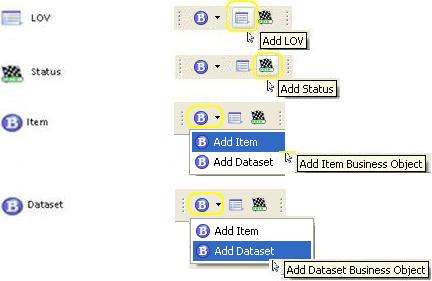 LOV
Add LOV
Status
Add Status
Item
Add Item
Add Dataset
Add Item Business Object
Dataset
Add Item
Add Dataset
Add Dataset Business Object